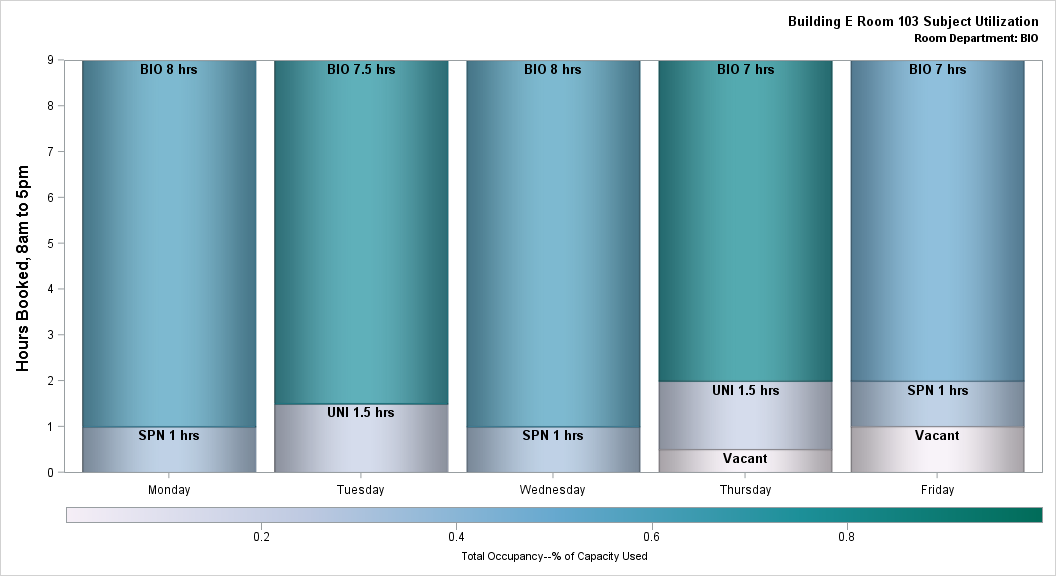 Building E Room 103 Subject Utilization
Room Department: BIO
Hours Booked, 8am to 5pm
9
8
7
6
5
4
3
2
1
0
BIO 8 hrs
SPN 1 hrs
BIO 7.5 hrs
UNI 1.5 hrs
BIO 8 hrs
SPN 1 hrs
BIO 7 hrs
UNI 1.5 hrs
Vacant
BIO 7 hrs
SPN 1 hrs
Vacant
Monday Tuesday Wednesday Thursday Friday
0.2 0.4 0.6 0.8
Total Occupancy--% of Capacity Used